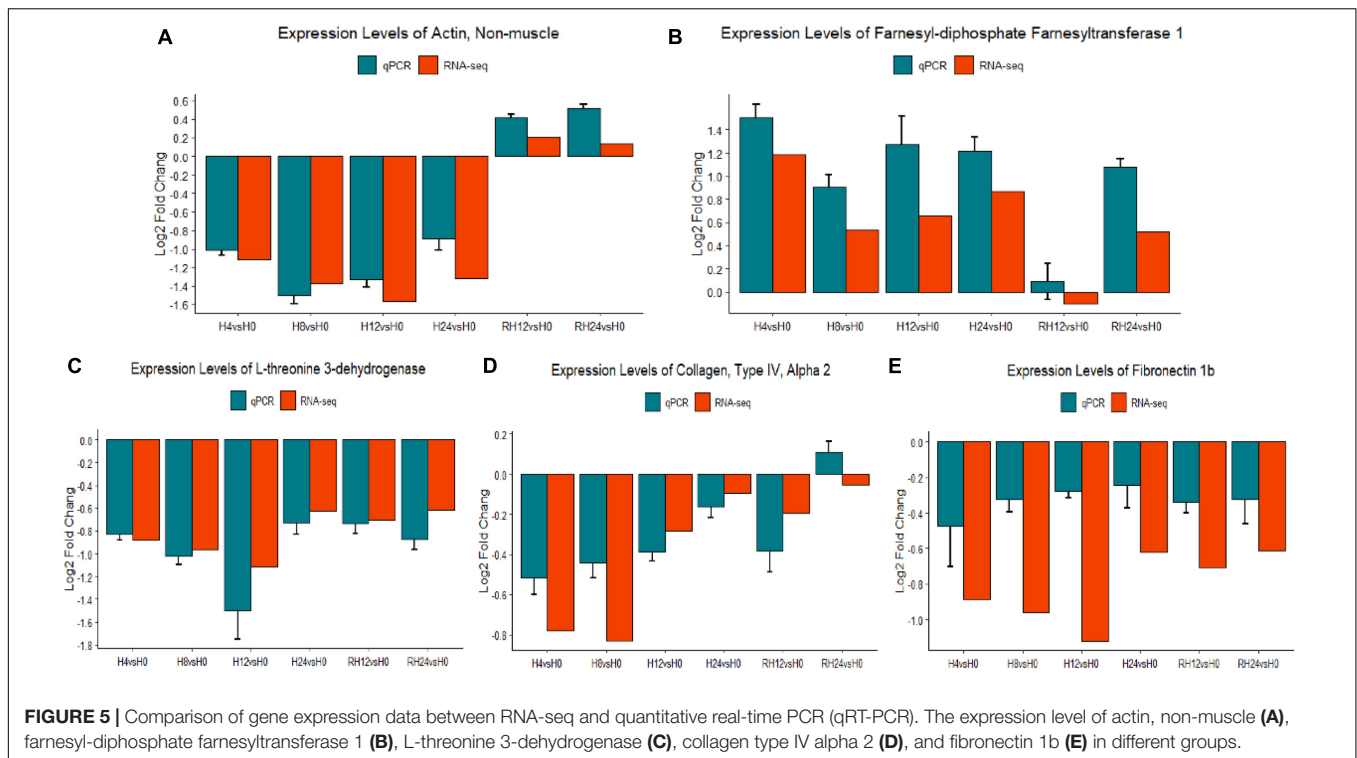 A
Expression Levels of Actin, Non-muscle
qPCR RNA-seq
Log2 Fold Chang
0.6
0.4
0.2
0.0
-0.2
-0.4
-0.6
-0.8
-1.0
-1.2
-1.4
-1.6
H4vsH0 H8vsH0 H12vsH0 H24vsH0 RH12vsH0 RH24vsH0
B
Expression Levels of Farnesyl-diphosphate Farnesyltransferase 1
qPCR RNA-seq
Log2 Fold Chang
1.4
1.2
1.0
0.8
0.6
0.4
0.2
0.0
H4vsH0 H8vsH0 H12vsH0 H24vsH0 RH12vsH0 RH24vsH0
C
Expression Levels of L-threonine 3-dehydrogenase
qPCR RNA-seq
Log2 Fold Chang
0.0
-0.2
-0.4
-0.6
-0.8
-1.0
-1.2
-1.4
-1.6
-1.8
H4vsH0 H8vsH0 H12vsH0 H24vsH0 RH12vsH0 RH24vsH0
D
Expression Levels of Collagen, Type IV, Alpha 2
qPCR RNA-seq
Log2 Fold Chang
0.2
0.0
-0.2
-0.4
-0.6
-0.8
H4vsH0 H8vsH0 H12vsH0 H24vsH0 RH12vsH0 RH24vsH0
E
Expression Levels of Fibronectin 1b
qPCR RNA-seq
Log2 Fold Chang
0.0
-0.2
-0.4
-0.6
-0.8
-1.0
H4vsH0 H8vsH0 H12vsH0 H24vsH0 RH12vsH0 RH24vsH0
FIGURE 5 | Comparison of gene expression data between RNA-seq and quantitative real-time PCR (qRT-PCR). The expression level of actin, non-muscle (A),
farnesyl-diphosphate farnesyltransferase 1 (B), L-threonine 3-dehydrogenase (C), collagen type IV alpha 2 (D), and fibronectin 1b (E) in different groups.